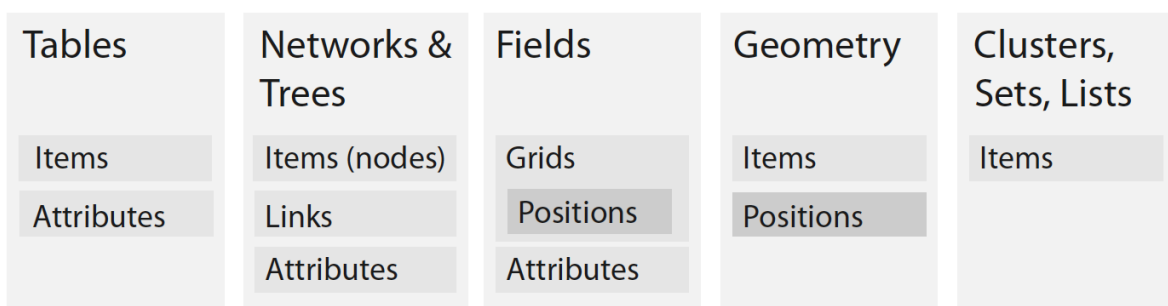 Tables
Items
Attributes
Networks &
Trees
Items (nodes)
Links
Attributes
Fields
Grids
Positions
Attributes
Geometry
Items
Positions
Clusters,
Sets, Lists
Items